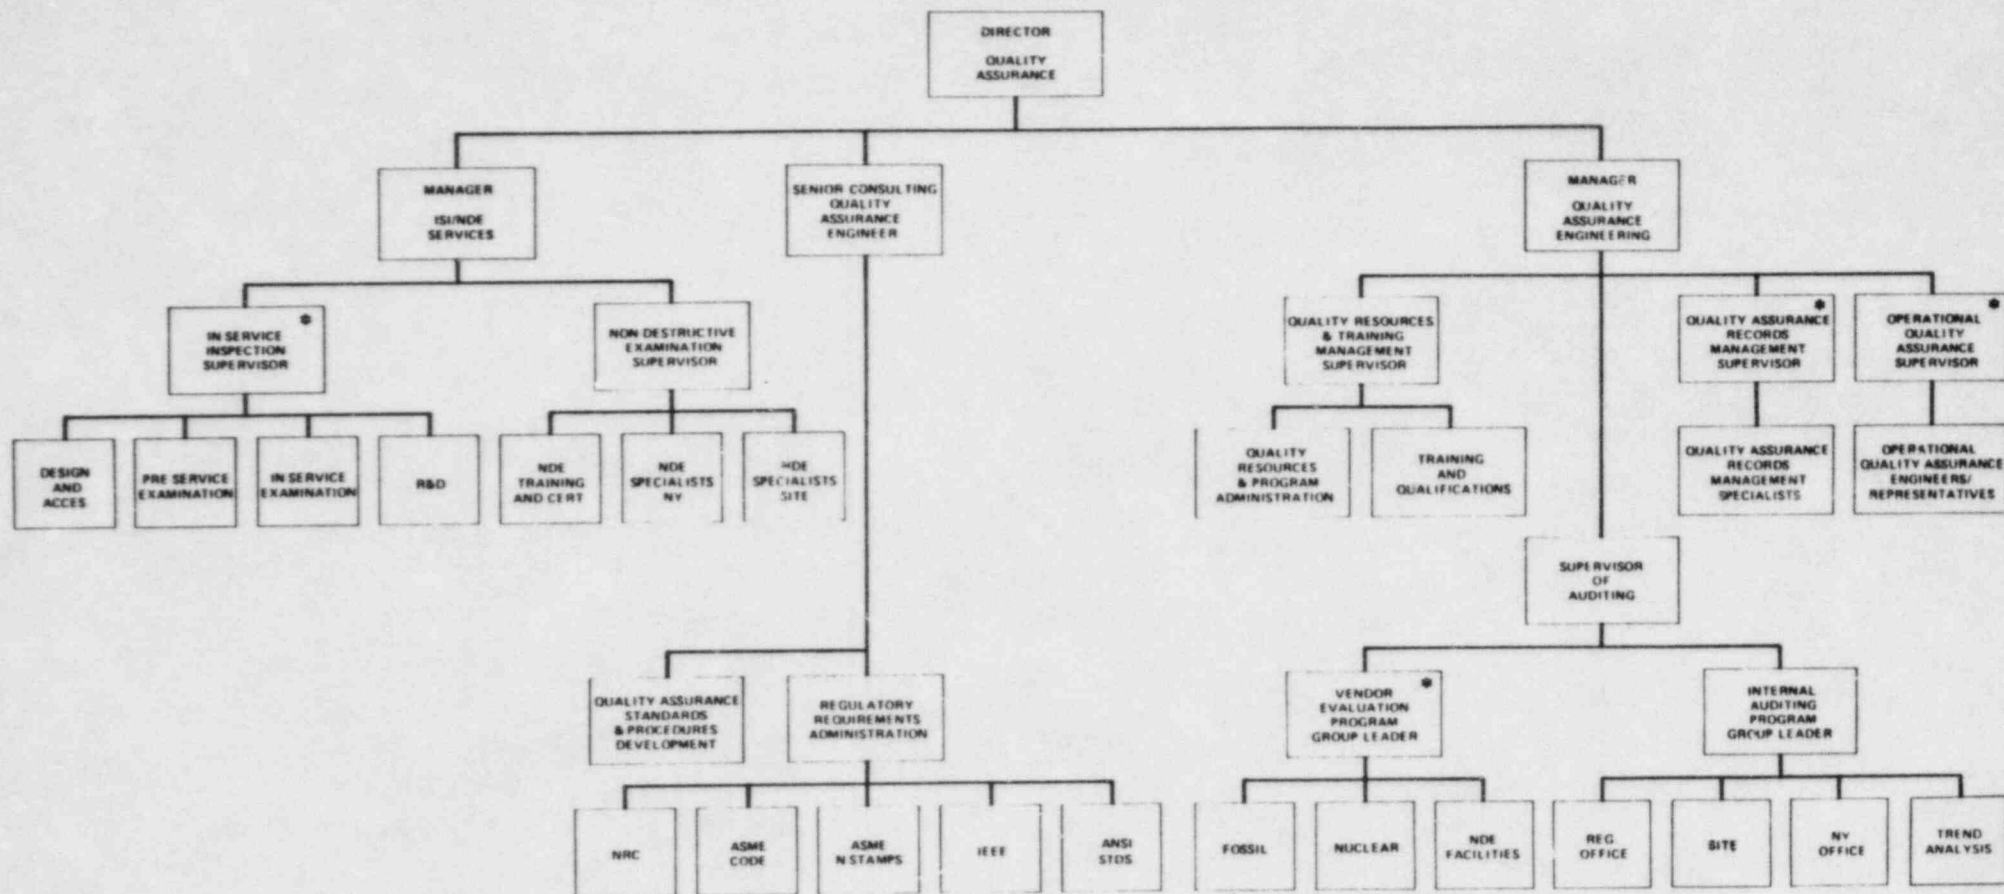 DIRECTOR
QUALITY
ASSURANCE
MANAGER
ISI/NDE
SERVICES
SENIOR CONSULTING
QUALITY
ASSURANCE
ENGINEER
MANAGER
QUALITY
ASSURANCE
ENGINEERING
IN SERVICE
INSPECTION
SUPERVISOR
*
NON-DESTRUCTIVE
EXAMINATION
SUPERVISOR
QUALITY RESOURCES
& TRAINING
MANAGEMENT
SUPERVISOR
QUALITY ASSURANCE
RECORDS
MANAGEMENT
SUPERVISOR
*
OPERATIONAL
QUALITY
ASSURANCE
SUPERVISOR
*
DESIGN
AND
ACCES
PRE SERVICE
EXAMINATION
IN SERVICE
EXAMINATION
R&D
NDE
TRAINING
AND CERT
NDE
SPECIALISTS
NY
NDE
SPECIALISTS
SITE
QUALITY
RESOURCES
& PROGRAM
ADMINISTRATION
TRAINING
AND
QUALIFICATIONS
QUALITY ASSURANCE
RECORDS
MANAGEMENT
SPECIALISTS
OPERATIONAL
QUALITY ASSURANCE
ENGINEERS/
REPRESENTATIVES
SUPERVISOR
OF
AUDITING
QUALITY ASSURANCE
STANDARDS
& PROCEDURES
DEVELOPMENT
REGULATORY
REQUIREMENTS
ADMINISTRATION
VENDOR
EVALUATION
PROGRAM
GROUP LEADER
*
INTERNAL
AUDITING
PROGRAM
GROUP LEADER
NRC
ASME
CODE
ASME
N STAMPS
IEEE
ANSI
STDS
FOSSIL
NUCLEAR
NDE
FACILITIES
REG.
OFFICE
SITE
NY
OFFICE
TREND
ANALYSIS